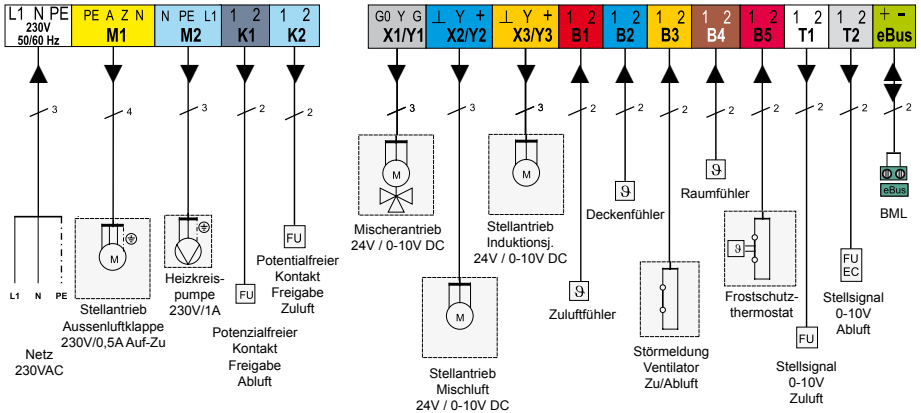 L1 N PE
230V
50/60 Hz
PE A Z N
M1
N PE L1
M2
1 2
K1
1 2
K2
G0 Y G
X1/Y1
⊥ Y +
X2/Y2
⊥ Y +
X3/Y3
1 2
B1
1 2
B2
1 2
B3
1 2
B4
1 2
B5
1 2
T1
1 2
T2
+ -
eBus
3
4
3
2
2
3
3
3
2
2
2
2
2
2
2
2
L1 N PE
Netz
230VAC
M
Stellantrieb
Aussenluftklappe
230V/0,5A Auf-Zu
Heizkreis-
pumpe
230V/1A
FU
Potenzialfreier
Kontakt
Freigabe
Abluft
FU
Potentialfreier
Kontakt
Freigabe
Zuluft
M
Mischerantrieb
24V / 0-10V DC
M
Stellantrieb
Mischluft
24V / 0-10V DC
M
Stellantrieb
Induktionsj.
24V / 0-10V DC
ϑ
Zuluftfühler
ϑ
Deckenfühler
Störmeldung
Ventilator
Zu/Abluft
ϑ
Raumfühler
ϑ
Frostschutz-
thermostat
FU
Stellsignal
0-10V
Zuluft
FU
EC
Stellsignal
0-10V
Abluft
eBus
BML